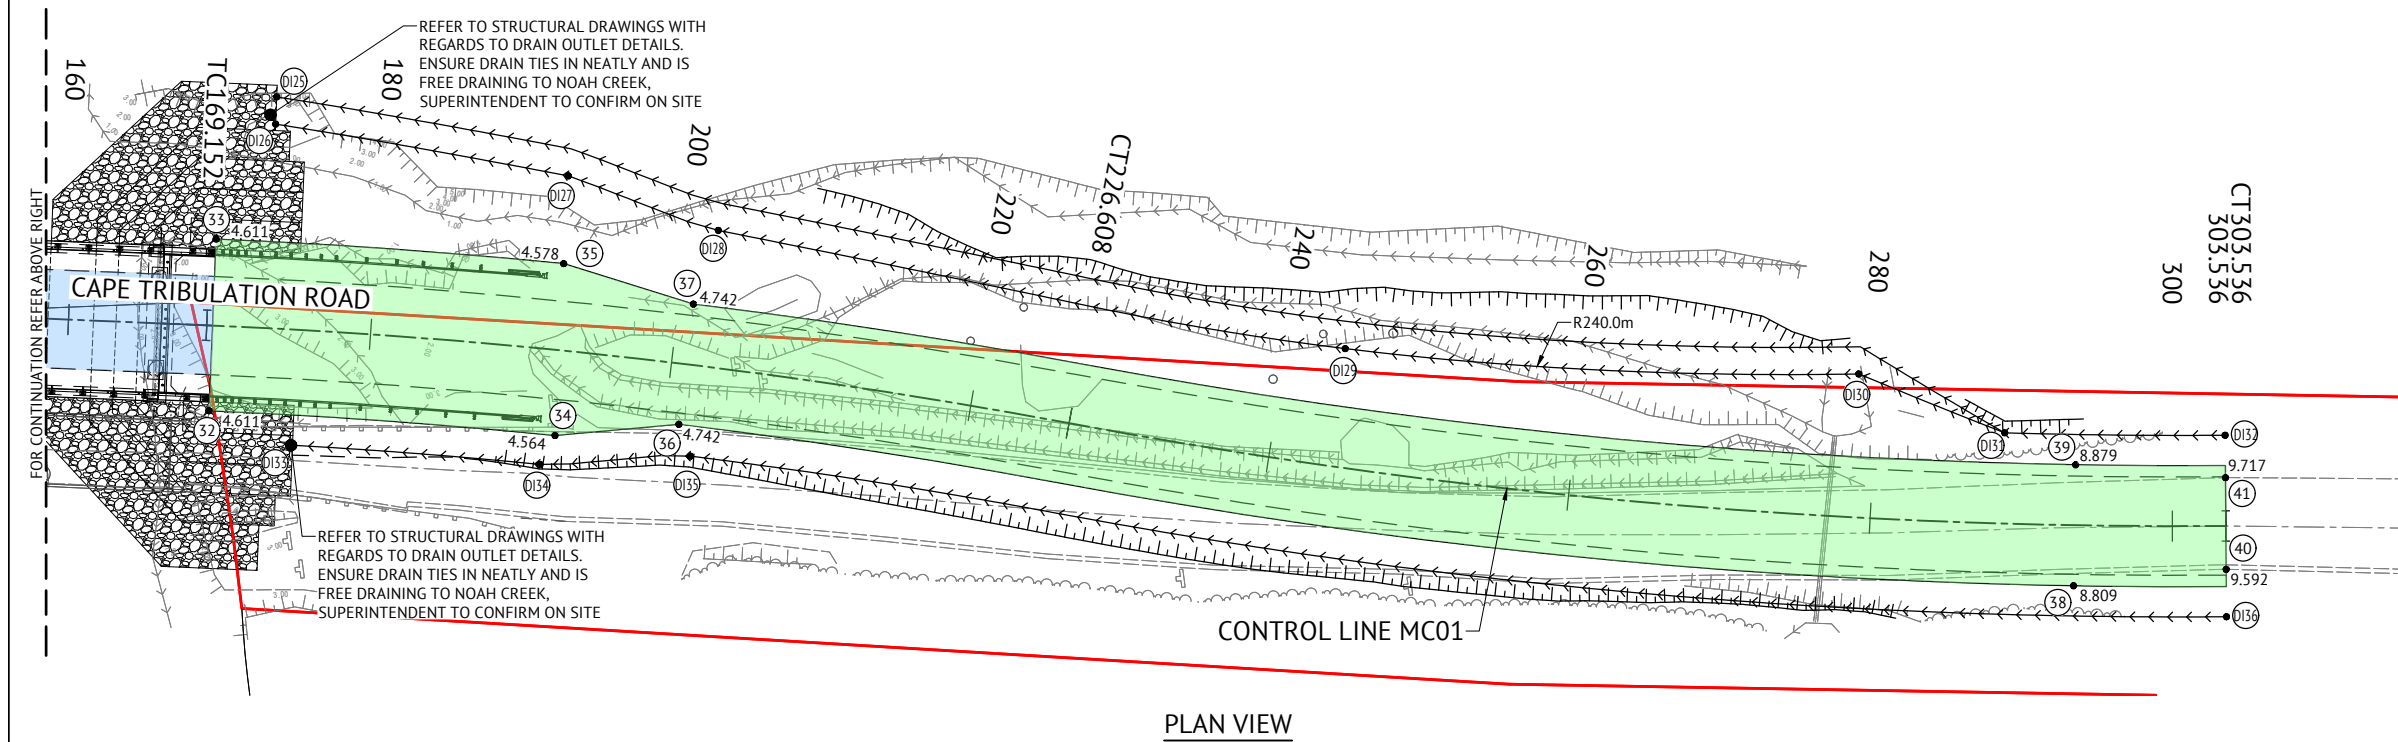 REFER TO STRUCTURAL DRAWINGS WITH
REGARDS TO DRAIN OUTLET DETAILS.
ENSURE DRAIN TIES IN NEATLY AND IS
FREE DRAINING TO NOAH CREEK,
SUPERINTENDENT TO CONFIRM ON SITE
160
TC169.152
180
200
CT226.608
220
240
260
280
300
CT303.536
303.536
DI25
DI26
DI27
DI28
DI29
DI30
DI31
DI32
R240.0m
FOR CONTINUATION REFER ABOVE RIGHT
CAPE TRIBULATION ROAD
33
4.611
4.578
35
37
4.742
39
8.879
9.717
41
32
4.611
34
4.564
36
4.742
40
9.592
38
8.809
DI33
DI34
DI35
DI36
REFER TO STRUCTURAL DRAWINGS WITH
REGARDS TO DRAIN OUTLET DETAILS.
ENSURE DRAIN TIES IN NEATLY AND IS
FREE DRAINING TO NOAH CREEK,
SUPERINTENDENT TO CONFIRM ON SITE
CONTROL LINE MC01
PLAN VIEW